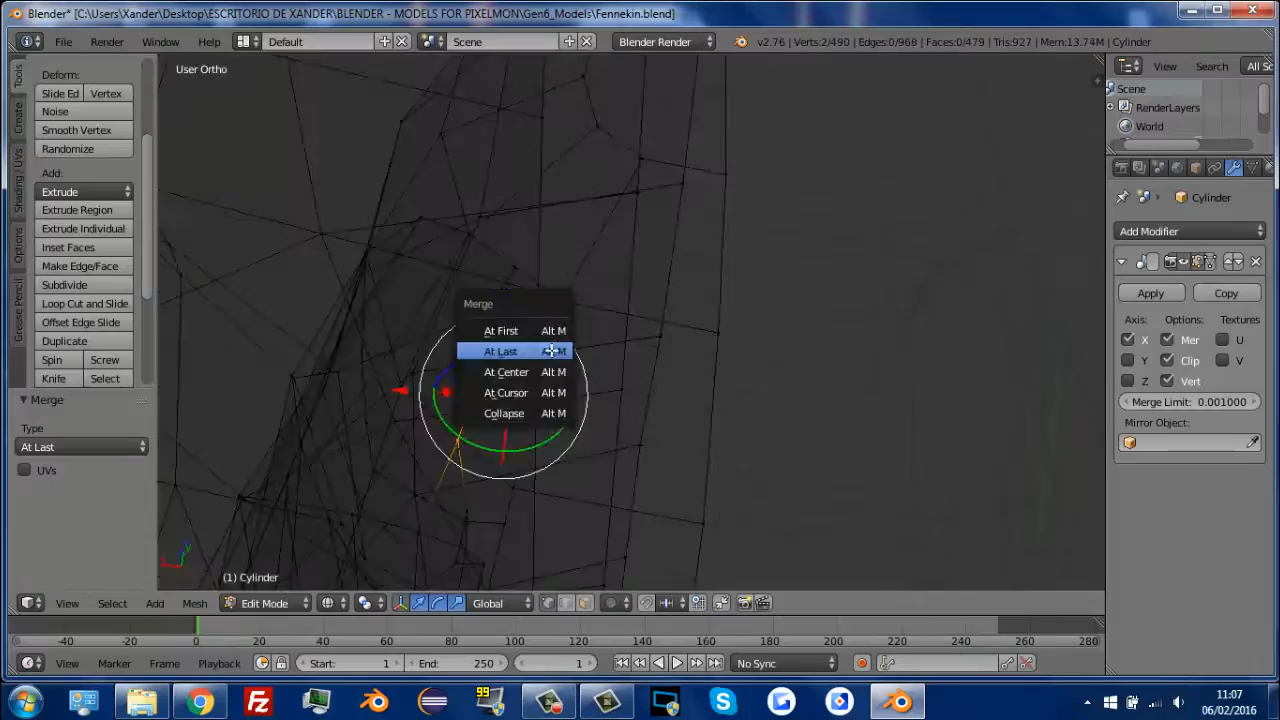 Blender* [C:\Users\Xander\Desktop\ESCRITORIO DE XANDER\BLENDER - MODELS FOR PIXELMON\Gen6_Models\Fennekin.blend]
File Render Window Help Default Scene Blender Render v2.76 | Verts:2/490 | Edges:0/968 | Faces:0/479 | Tris:927 | Mem:13.74M | Cylinder
View Search All Sc
Scene
RenderLayers
World
Cylinder
Add Modifier
Apply Copy
Axis: Options: Textures
X Mer U
Y Clip V
Z Vert
Merge Limit: 0.001000
Mirror Object:
Tools
Create
Shading / UVs
Options
Grease Pencil
Deform:
Slide Ed Vertex
Noise
Smooth Vertex
Randomize
Add:
Extrude
Extrude Region
Extrude Individual
Inset Faces
Make Edge/Face
Subdivide
Loop Cut and Slide
Offset Edge Slide
Duplicate
Spin Screw
Knife Select
Merge
Type
At Last
UVs
User Ortho
Merge
At First Alt M
At Last M
At Center Alt M
At Cursor Alt M
Collapse Alt M
(1) Cylinder
View Select Add Mesh Edit Mode Global
-40 -20 0 20 40 60 80 100 120 140 160 180 200 220 240 260 280
View Marker Frame Playback Start: 1 End: 250 1 No Sync
99
11:07
06/02/2016